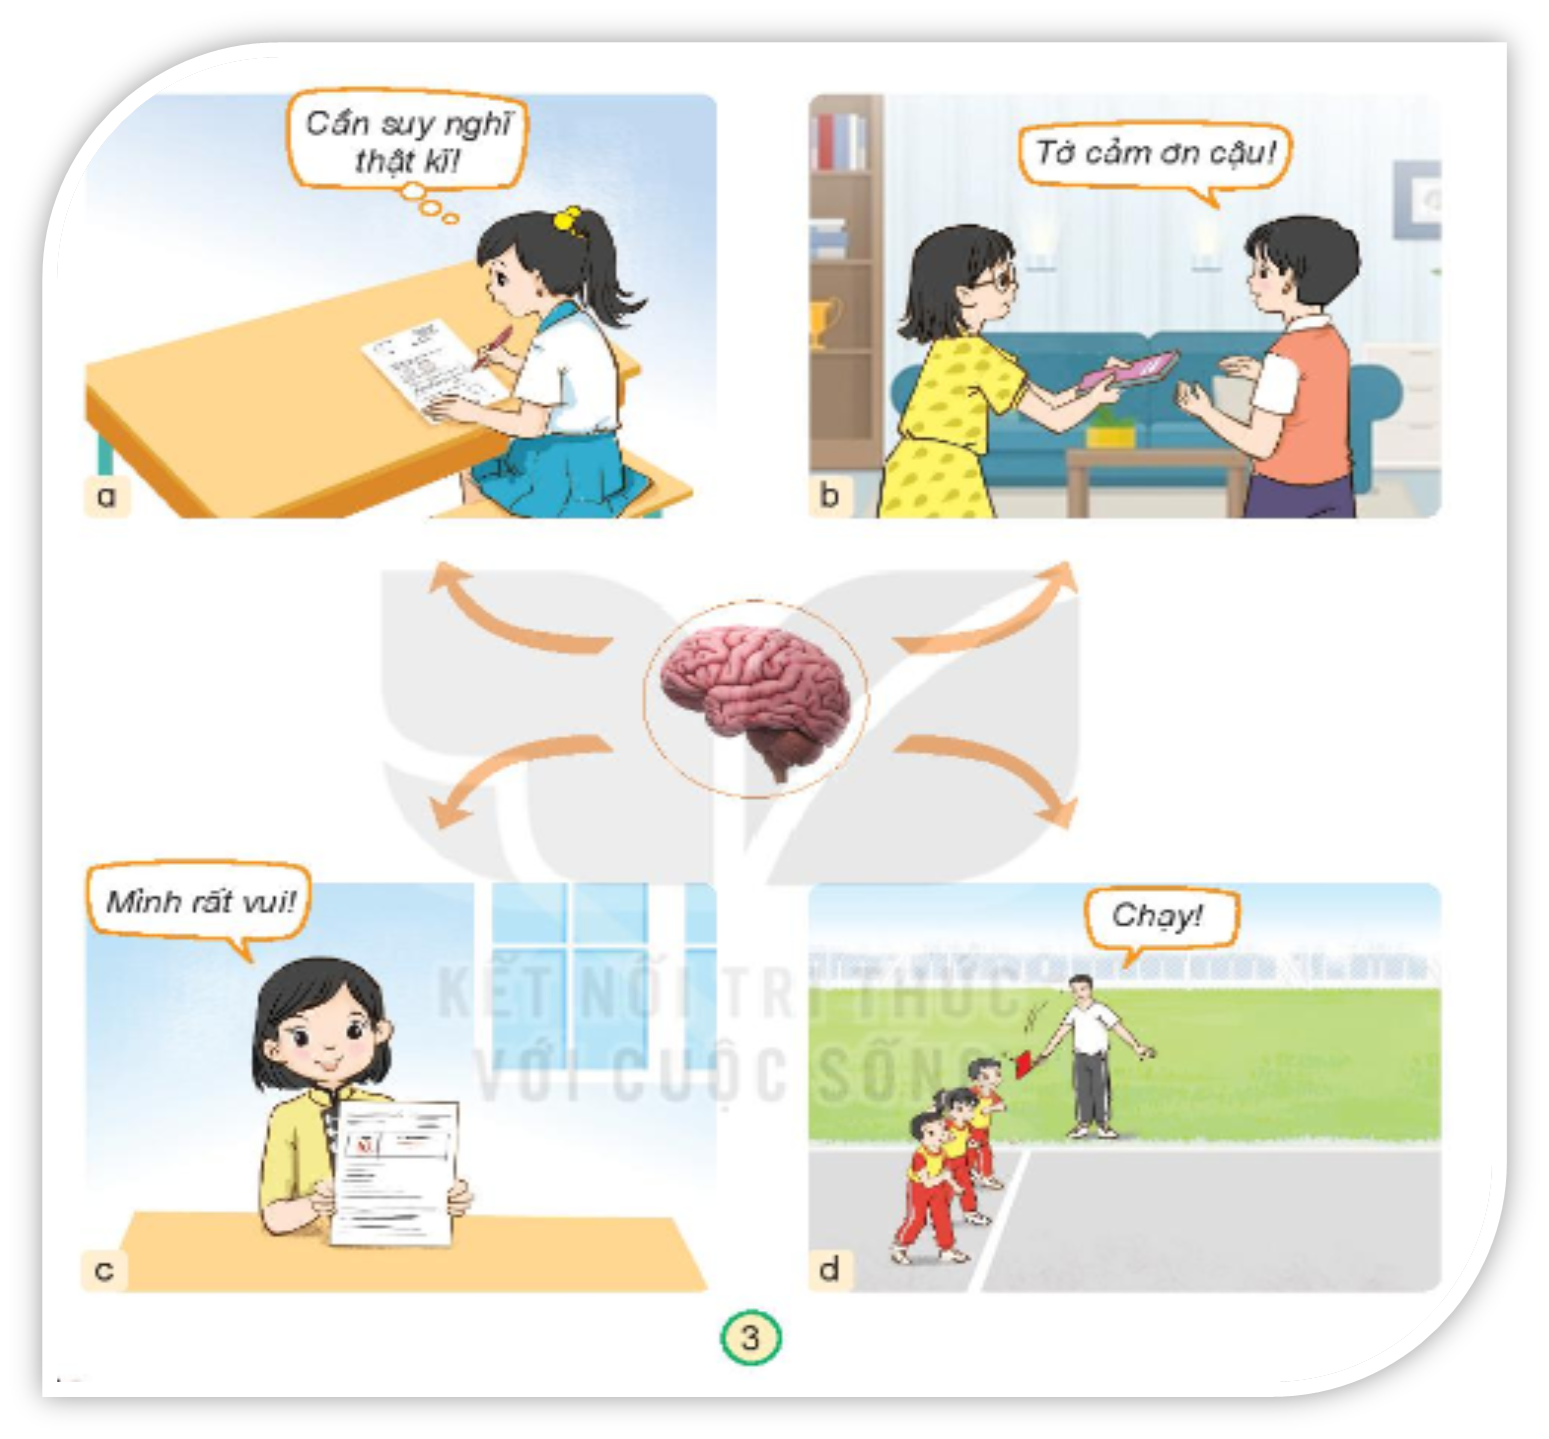 Cần suy nghĩ
thật kĩ!
Tớ cảm ơn cậu!
a
b
Mình rất vui!
Chạy!
KẾT NỐI TRI THỨC
VỚI CUỘC SỐNG
c
d
3